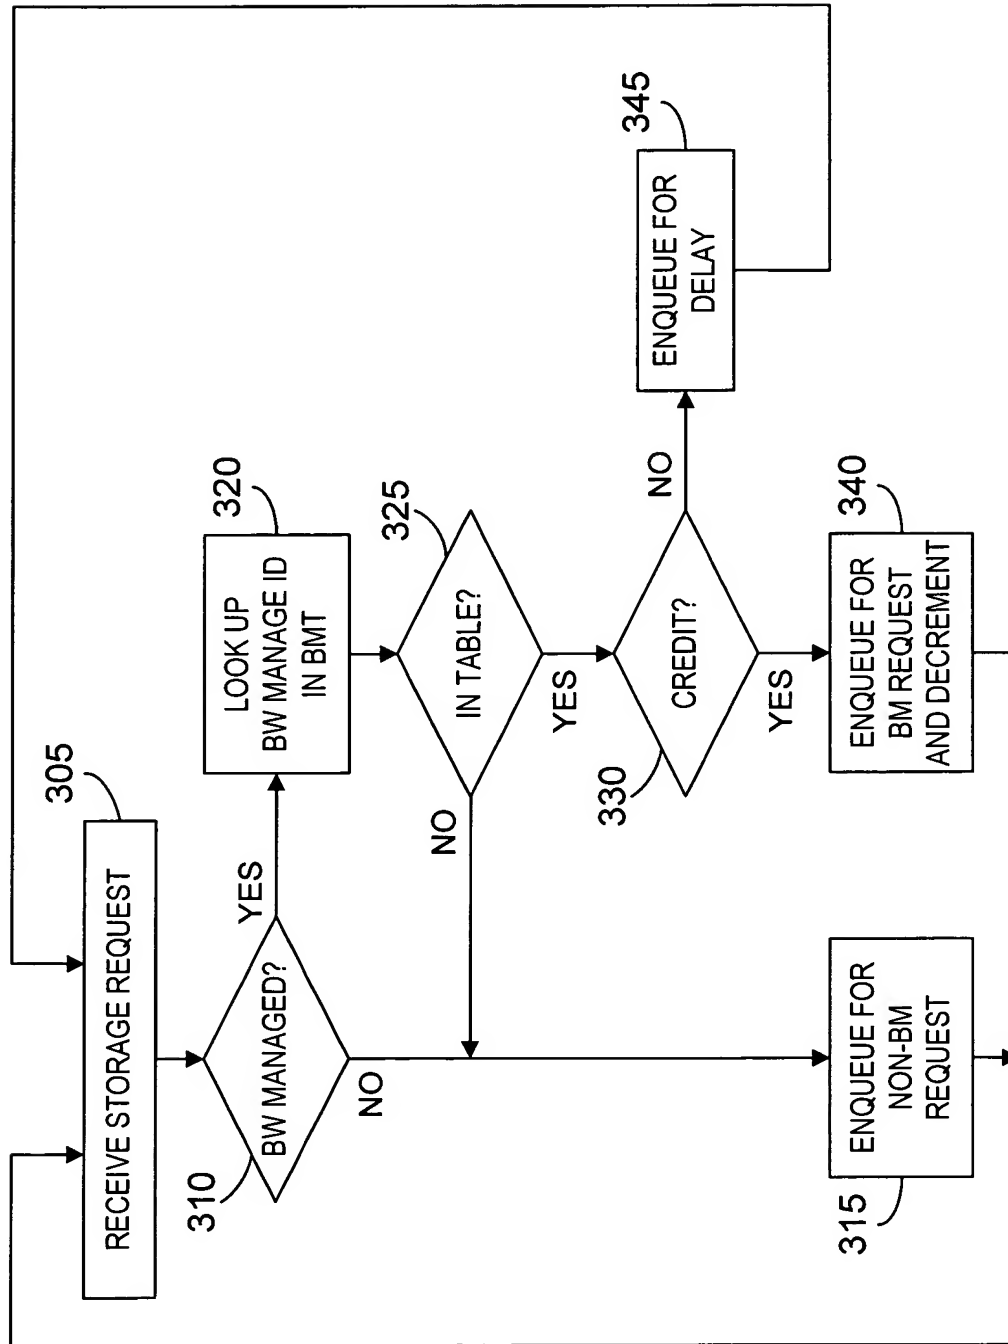 305
RECEIVE STORAGE REQUEST
310
BW MANAGED?
YES
NO
320
LOOK UP
BW MANAGE ID
IN BMT
325
IN TABLE?
NO
YES
330
CREDIT?
NO
YES
345
ENQUEUE FOR
DELAY
340
ENQUEUE FOR
BM REQUEST
AND DECREMENT
315
ENQUEUE FOR
NON-BM
REQUEST